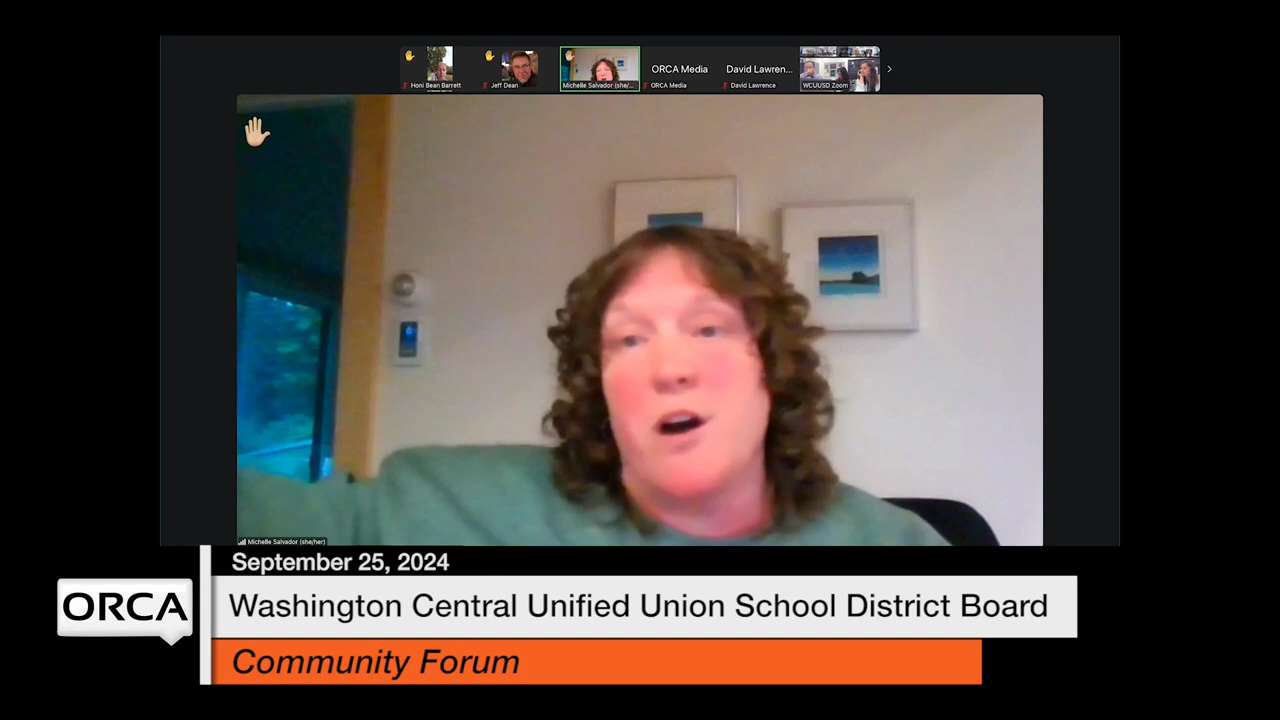 ORCA Media
David Lawren...
Honi Bean Barrett
Jeff Dean
Michelle Salvador (she/...
ORCA Media
David Lawrence
WCUUSD Zoom
Michelle Salvador (she/her)
September 25, 2024
ORCA
Washington Central Unified Union School District Board
Community Forum